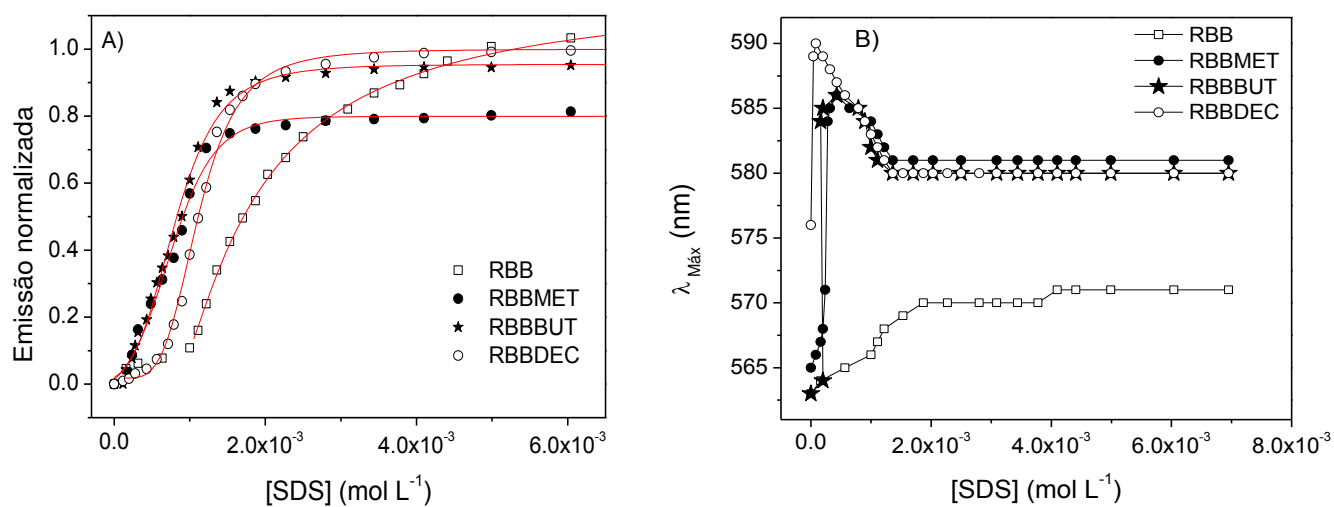 A)
Emissão normalizada
1.0
0.8
0.6
0.4
0.2
0.0
RBB
RBBMET
RBBBUT
RBBDEC
0.0 2.0x10⁻³ 4.0x10⁻³ 6.0x10⁻³
[SDS] (mol L⁻¹)
B)
λ Máx (nm)
590
585
580
575
570
565
RBB
RBBMET
RBBBUT
RBBDEC
0.0 2.0x10⁻³ 4.0x10⁻³ 6.0x10⁻³ 8.0x10⁻³
[SDS] (mol L⁻¹)